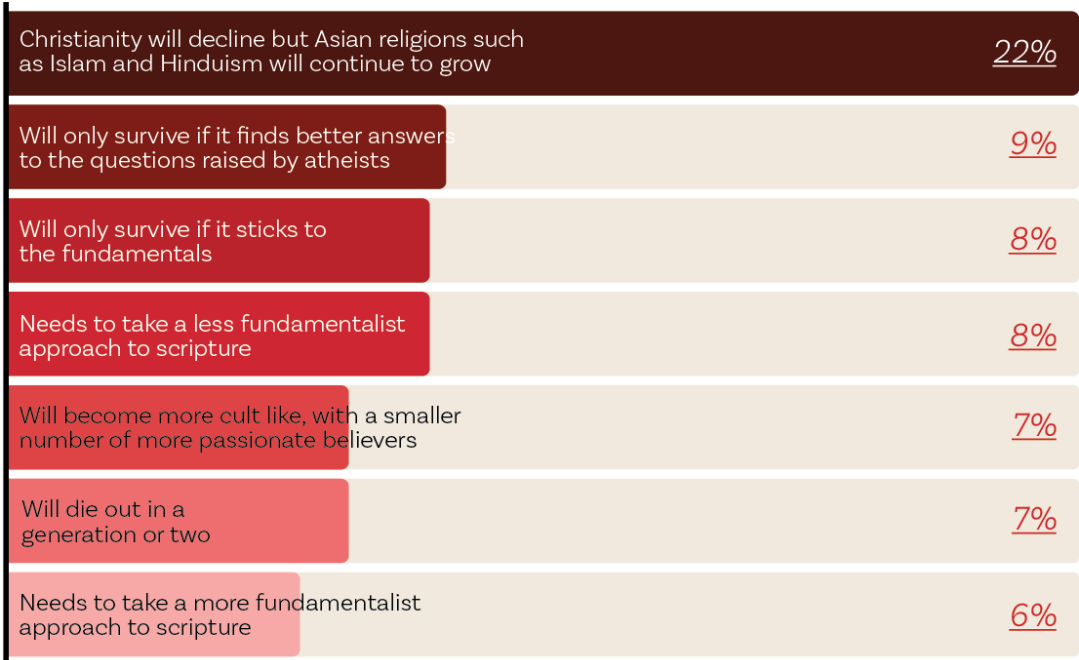 Christianity will decline but Asian religions such
as Islam and Hinduism will continue to grow
22%
Will only survive if it finds better answers
to the questions raised by atheists
9%
Will only survive if it sticks to
the fundamentals
8%
Needs to take a less fundamentalist
approach to scripture
8%
Will become more cult like, with a smaller
number of more passionate believers
7%
Will die out in a
generation or two
7%
Needs to take a more fundamentalist
approach to scripture
6%